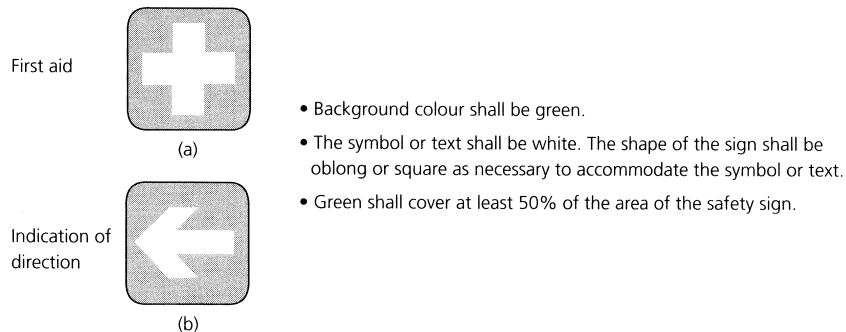 First aid
(a)
Indication of
direction
(b)
• Background colour shall be green.
• The symbol or text shall be white. The shape of the sign shall be
oblong or square as necessary to accommodate the symbol or text.
• Green shall cover at least 50% of the area of the safety sign.